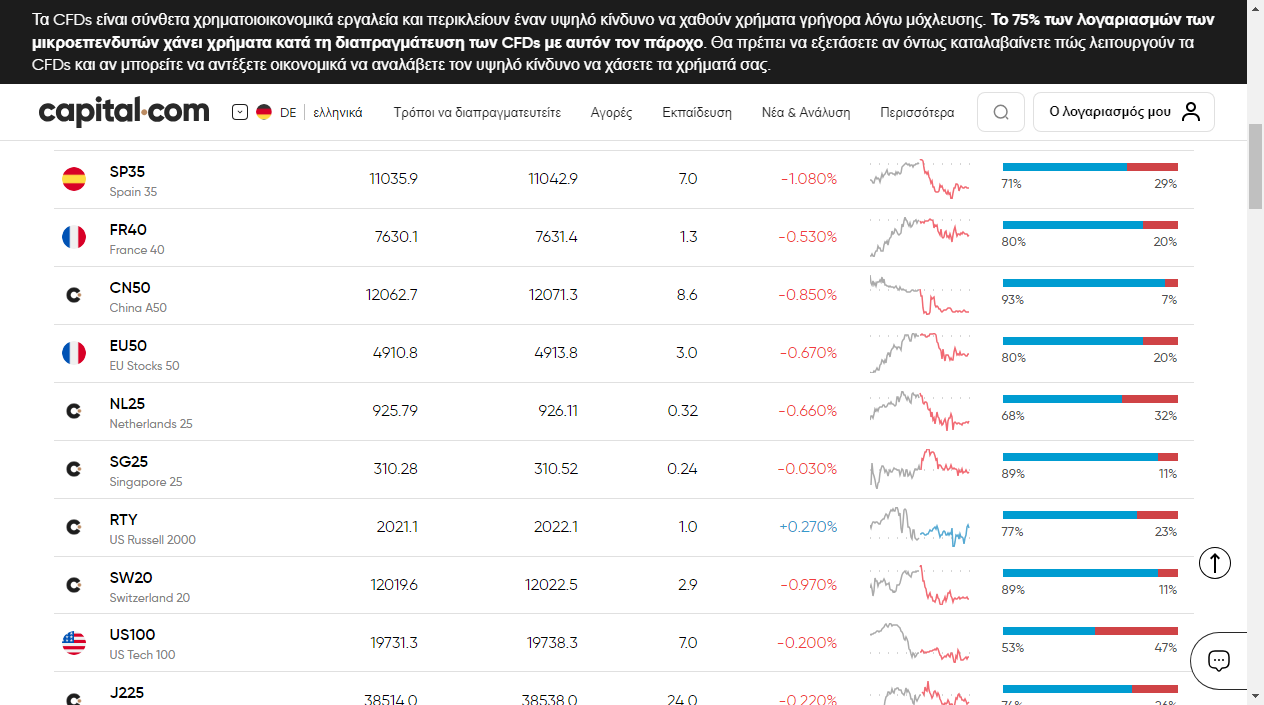 Τα CFDs είναι σύνθετα χρηματοιοικονομικά εργαλεία και περικλείουν έναν υψηλό κίνδυνο να χαθούν χρήματα γρήγορα λόγω μόχλευσης. Το 75% των λογαριασμών των
μικροεπενδυτών χάνει χρήματα κατά τη διαπραγμάτευση των CFDs με αυτόν τον πάροχο. Θα πρέπει να εξετάσετε αν όντως καταλαβαίνετε πώς λειτουργούν τα
CFDs και αν μπορείτε να αντέξετε οικονομικά να αναλάβετε τον υψηλό κίνδυνο να χάσετε τα χρήματά σας.
capital.com DE ελληνικά Τρόποι να διαπραγματευτείτε Αγορές Εκπαίδευση Νέα & Ανάλυση Περισσότερα Ο λογαριασμός μου
SP35 11035.9 11042.9 7.0 -1.080% 71% 29%
Spain 35
FR40 7630.1 7631.4 1.3 -0.530% 80% 20%
France 40
CN50 12062.7 12071.3 8.6 -0.850% 93% 7%
China A50
EU50 4910.8 4913.8 3.0 -0.670% 80% 20%
EU Stocks 50
NL25 925.79 926.11 0.32 -0.660% 68% 32%
Netherlands 25
SG25 310.28 310.52 0.24 -0.030% 89% 11%
Singapore 25
RTY 2021.1 2022.1 1.0 +0.270% 77% 23%
US Russell 2000
SW20 12019.6 12022.5 2.9 -0.970% 89% 11%
Switzerland 20
US100 19731.3 19738.3 7.0 -0.200% 53% 47%
US Tech 100
J225 38514.0 38538.0 24.0 -0.220% 74% 26%